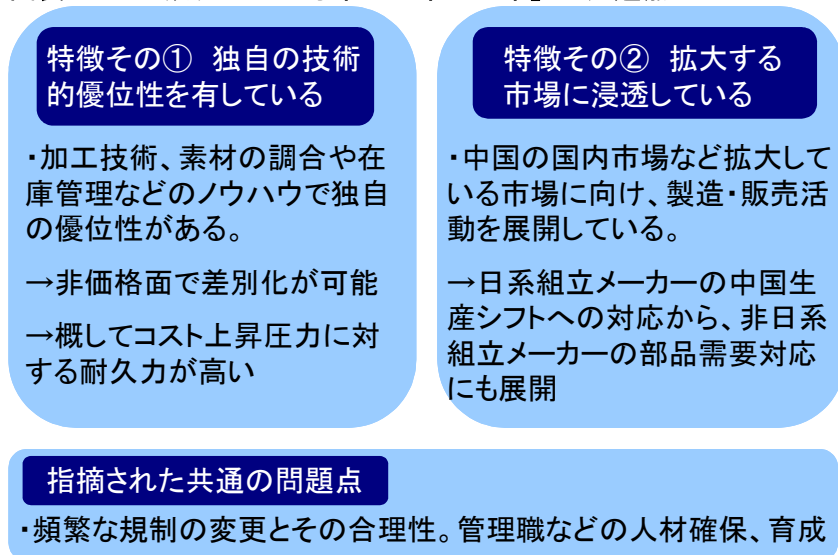 特徴その① 独自の技術
的優位性を有している
・加工技術、素材の調合や在
庫管理などのノウハウで独自
の優位性がある。
→非価格面で差別化が可能
→概してコスト上昇圧力に対
する耐久力が高い
特徴その② 拡大する
市場に浸透している
・中国の国内市場など拡大して
いる市場に向け、製造・販売活
動を展開している。
→日系組立メーカーの中国生
産シフトへの対応から、非日系
組立メーカーの部品需要対応
にも展開
指摘された共通の問題点
・頻繁な規制の変更とその合理性。管理職などの人材確保、育成